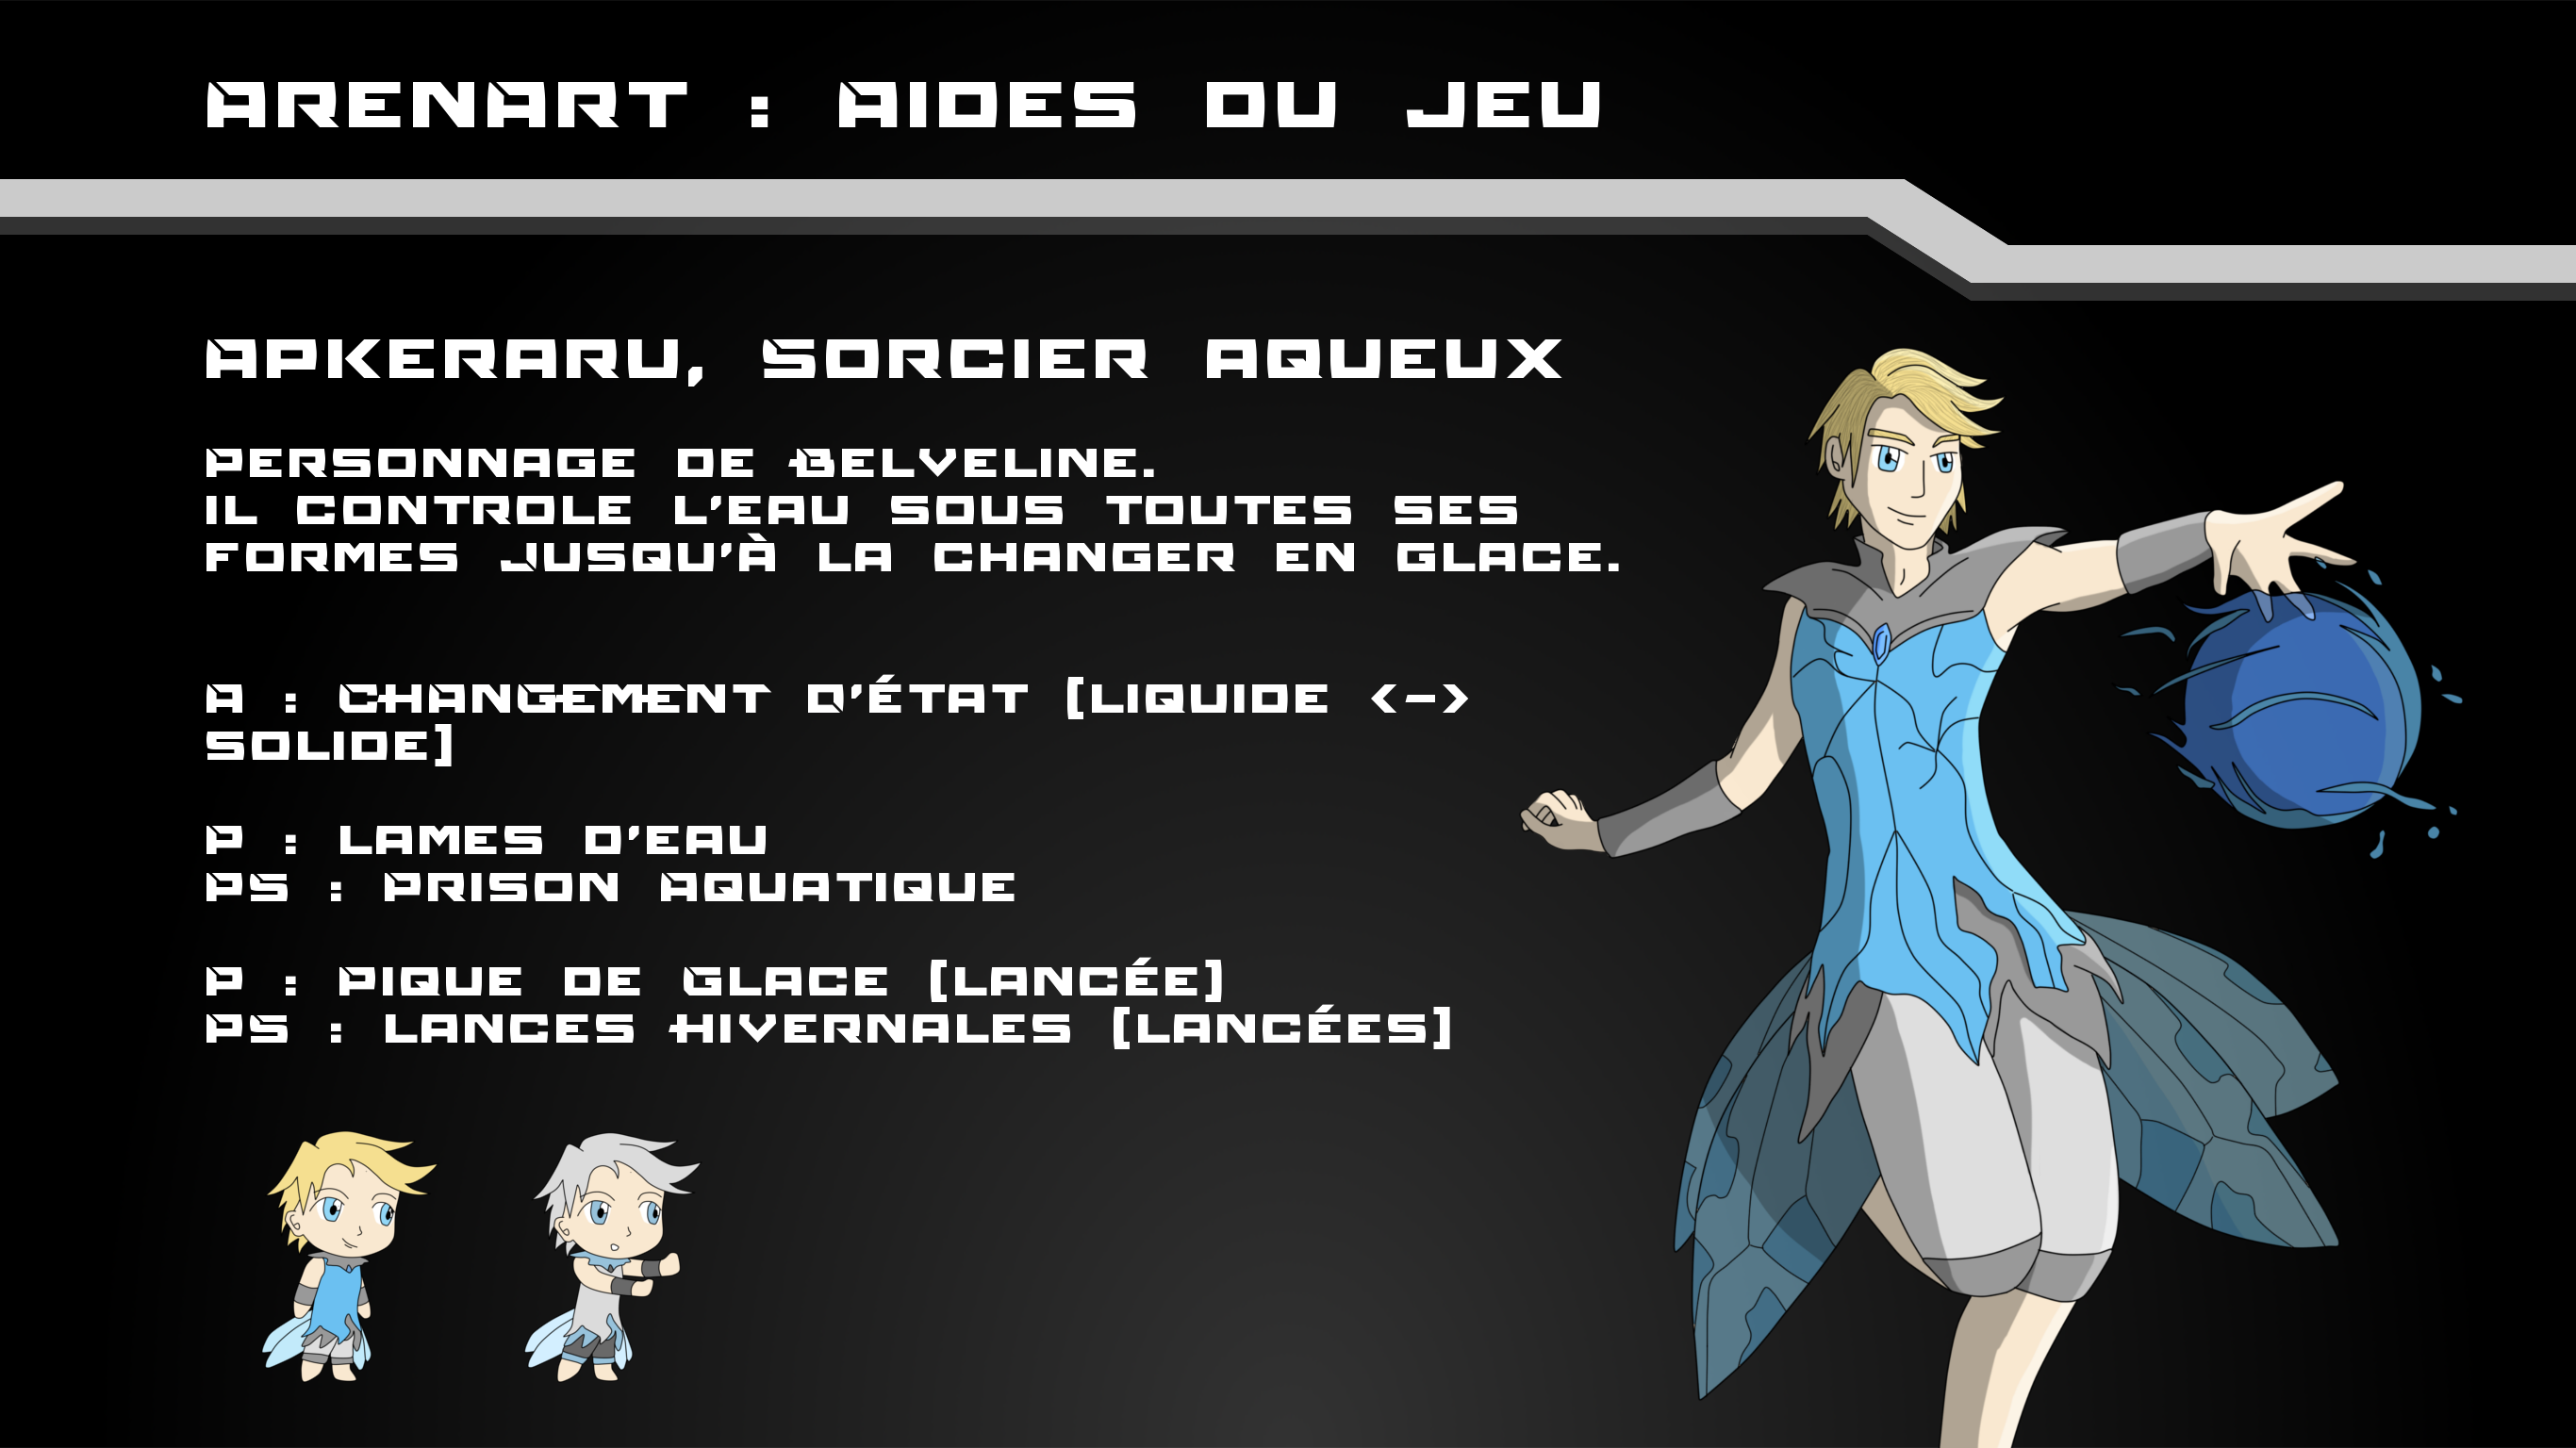 ARENART : AIDES DU JEU
APKERARU, SORCIER AQUEUX
PERSONNAGE DE BELVELINE.
IL CONTROLE L'EAU SOUS TOUTES SES
FORMES JUSQU'À LA CHANGER EN GLACE.
A : CHANGEMENT D'ÉTAT (LIQUIDE <->
SOLIDE)
P : LAMES D'EAU
PS : PRISON AQUATIQUE
P : PIQUE DE GLACE (LANCÉE)
PS : LANCES HIVERNALES (LANCÉES)